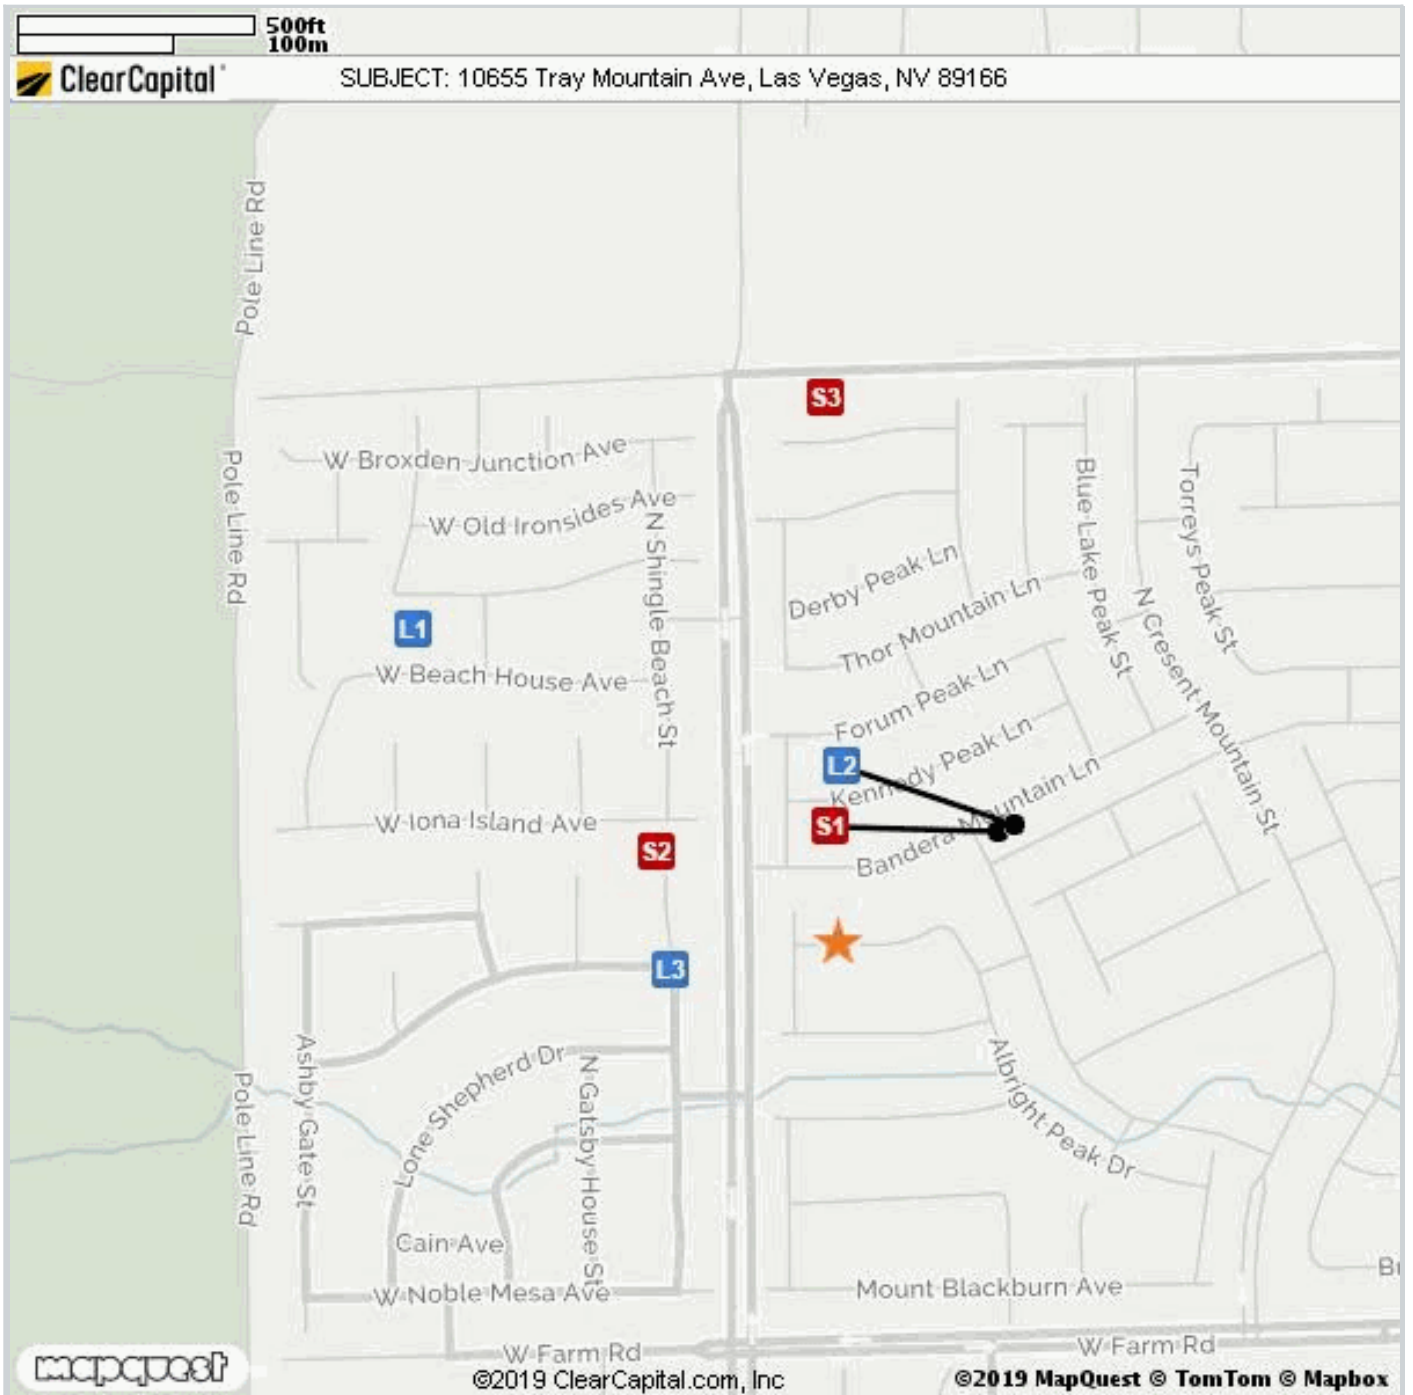 500ft
100m
ClearCapital
SUBJECT: 10655 Tray Mountain Ave, Las Vegas, NV 89166
Pole Line Rd
S3
W Broxden Junction Ave
Pole Line Rd
W Old Ironsides Ave
N Shingle Beach St
Blue Lake Peak St
Torreys Peak St
Derby Peak Ln
Thor Mountain Ln
N Cresent Mountain St
L1
W Beach House Ave
Forum Peak Ln
L2
Kennedy Peak Ln
Bandera Mountain Ln
S1
W Iona Island Ave
S2
L3
Ashby Gate St
Lone Shepherd Dr
N Gatsby House St
Albright Peak Dr
Pole Line Rd
Cain Ave
W Noble Mesa Ave
Mount Blackburn Ave
W Farm Rd
W Farm Rd
mapquest
©2019 ClearCapital.com, Inc
©2019 MapQuest © TomTom © Mapbox